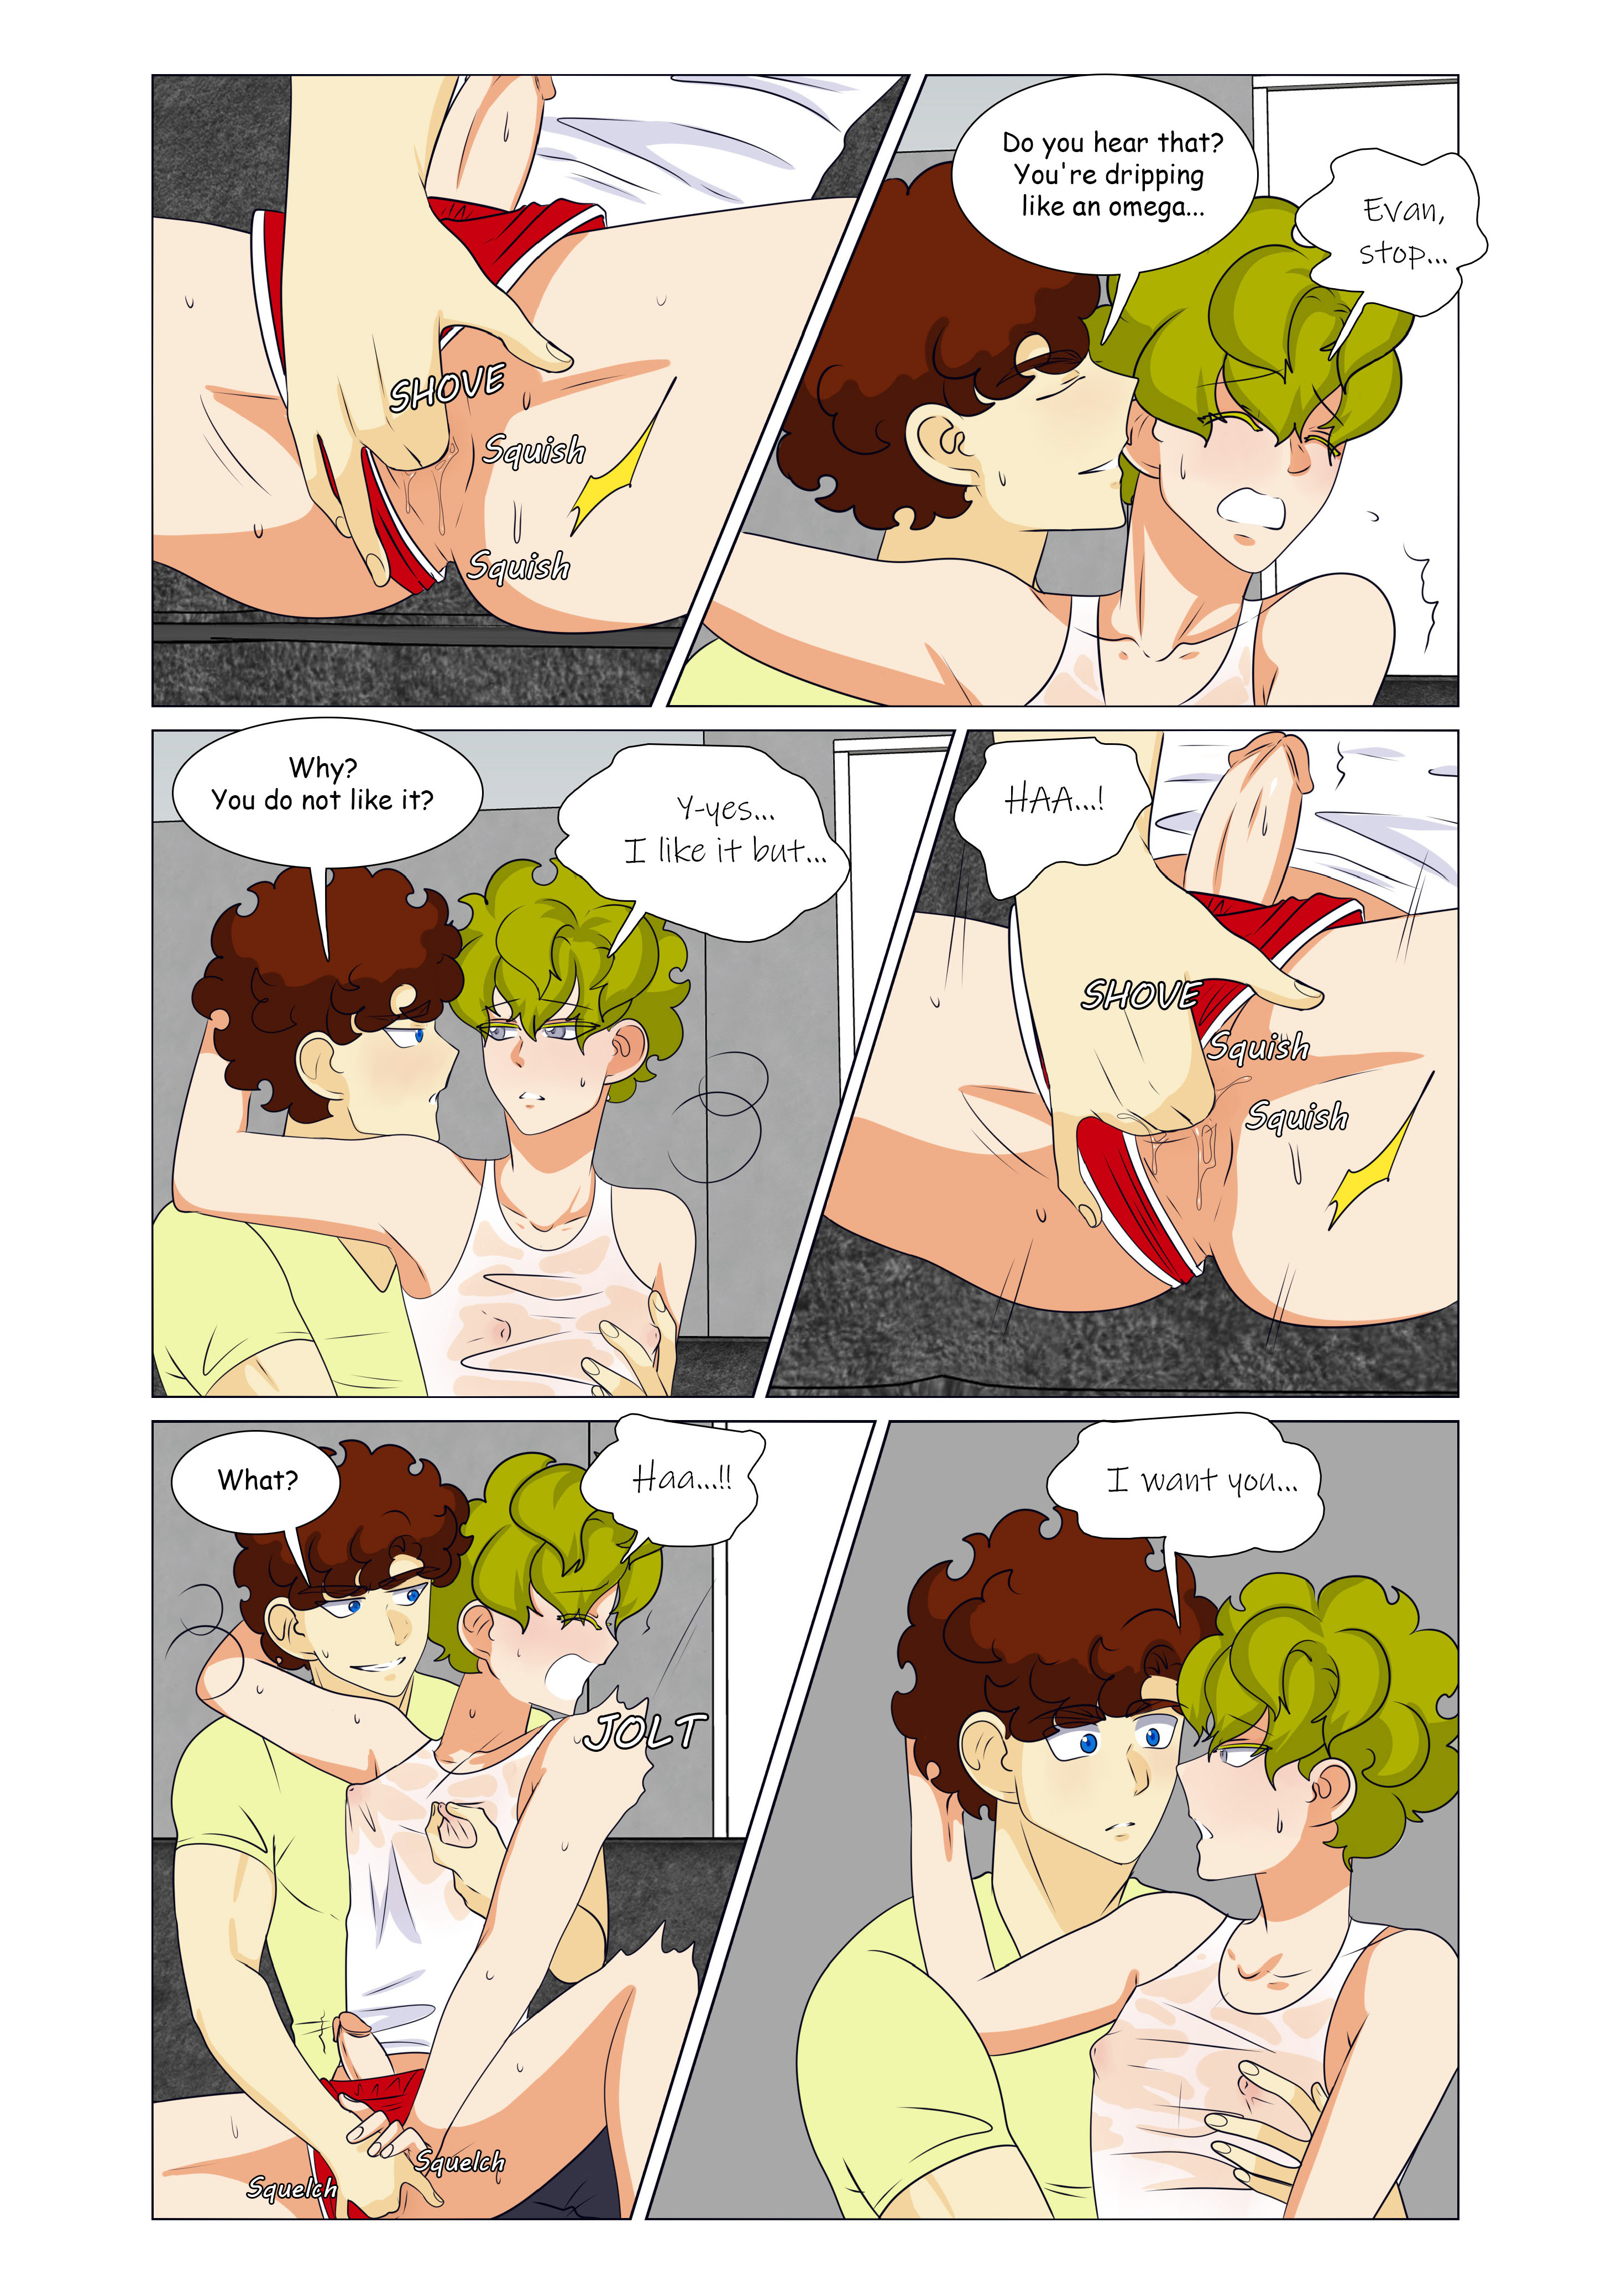 SHOVE
Squish
Squish
Do you hear that?
You're dripping
like an omega...
Evan,
stop...
Why?
You do not like it?
Y-yes...
I like it but...
HAA...!
SHOVE
Squish
Squish
What?
Haa...!!
JOLT
Squelch
Squelch
I want you...